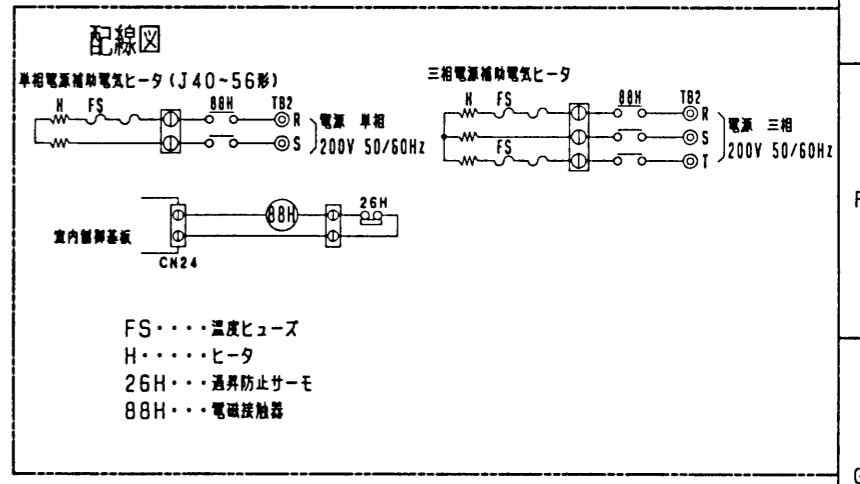 配線図
単相電源補助電気ヒータ(J40~56形)
H FS 88H TB2
R
S
電源 単相
200V 50/60Hz
三相電源補助電気ヒータ
H FS 88H TB2
R
S
FS T
電源 三相
200V 50/60Hz
88H 26H
室内制御基板
CN24
FS・・・・温度ヒューズ
H・・・・・ヒータ
26H・・・過昇防止サーモ
88H・・・電磁接触器